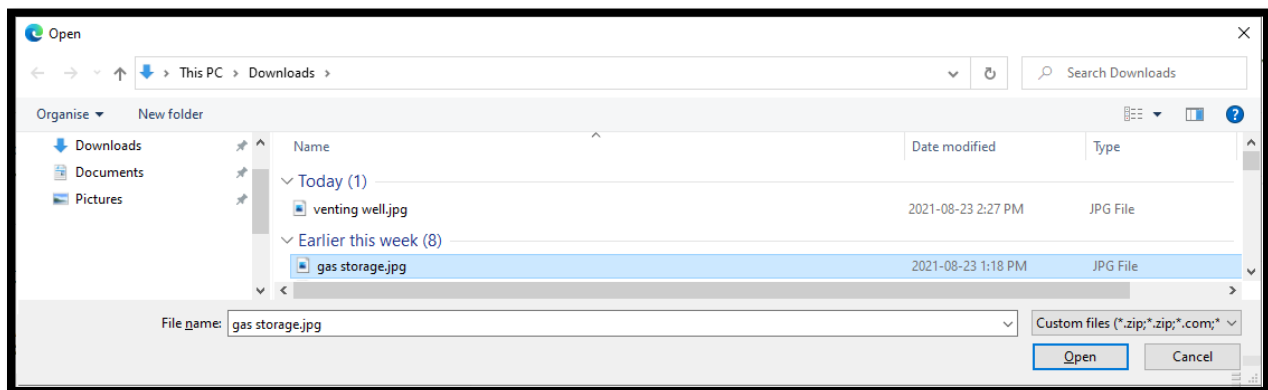 Open
This PC > Downloads >
Search Downloads
Organise
New folder
Downloads
Documents
Pictures
Name Date modified Type
Today (1)
venting well.jpg 2021-08-23 2:27 PM JPG File
Earlier this week (8)
gas storage.jpg 2021-08-23 1:18 PM JPG File
File name: gas storage.jpg Custom files (*.zip;*.zip;*.com;*
Open Cancel